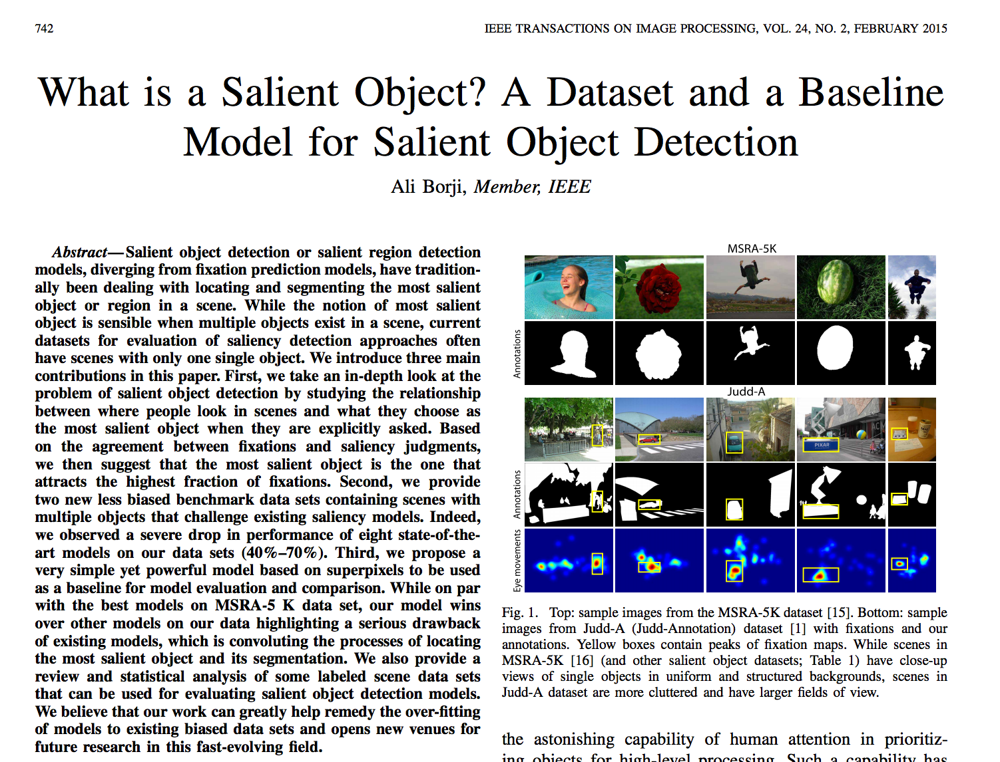 742
IEEE TRANSACTIONS ON IMAGE PROCESSING, VOL. 24, NO. 2, FEBRUARY 2015
What is a Salient Object? A Dataset and a Baseline
Model for Salient Object Detection
Ali Borji, Member, IEEE
Abstract—Salient object detection or salient region detection
models, diverging from fixation prediction models, have tradition-
ally been dealing with locating and segmenting the most salient
object or region in a scene. While the notion of most salient
object is sensible when multiple objects exist in a scene, current
datasets for evaluation of saliency detection approaches often
have scenes with only one single object. We introduce three main
contributions in this paper. First, we take an in-depth look at the
problem of salient object detection by studying the relationship
between where people look in scenes and what they choose as
the most salient object when they are explicitly asked. Based
on the agreement between fixations and saliency judgments,
we then suggest that the most salient object is the one that
attracts the highest fraction of fixations. Second, we provide
two new less biased benchmark data sets containing scenes with
multiple objects that challenge existing saliency models. Indeed,
we observed a severe drop in performance of eight state-of-the-
art models on our data sets (40%–70%). Third, we propose a
very simple yet powerful model based on superpixels to be used
as a baseline for model evaluation and comparison. While on par
with the best models on MSRA-5 K data set, our model wins
over other models on our data highlighting a serious drawback
of existing models, which is convoluting the processes of locating
the most salient object and its segmentation. We also provide a
review and statistical analysis of some labeled scene data sets
that can be used for evaluating salient object detection models.
We believe that our work can greatly help remedy the over-fitting
of models to existing biased data sets and opens new venues for
future research in this fast-evolving field.
MSRA-5K
Annotations
Judd-A
PIXAR
Annotations
Eye movements
Fig. 1. Top: sample images from the MSRA-5K dataset [15]. Bottom: sample
images from Judd-A (Judd-Annotation) dataset [1] with fixations and our
annotations. Yellow boxes contain peaks of fixation maps. While scenes in
MSRA-5K [16] (and other salient object datasets; Table 1) have close-up
views of single objects in uniform and structured backgrounds, scenes in
Judd-A dataset are more cluttered and have larger fields of view.
the astonishing capability of human attention in prioritiz-
ing objects for high-level processing. Such a capability has